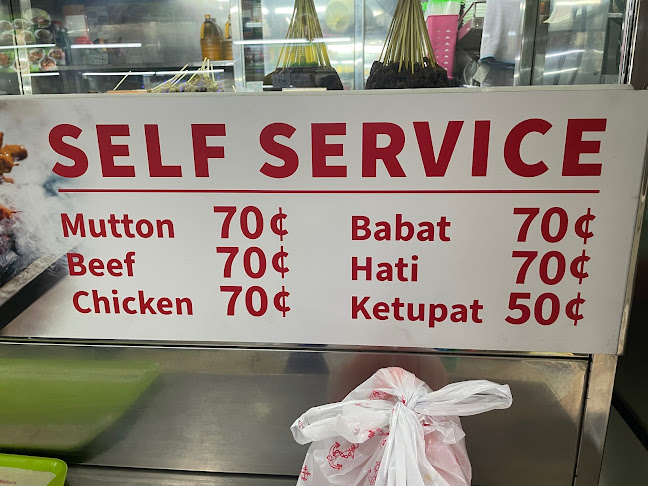 SELF SERVICE
Mutton 70¢ Babat 70¢
Beef 70¢ Hati 70¢
Chicken 70¢ Ketupat 50¢